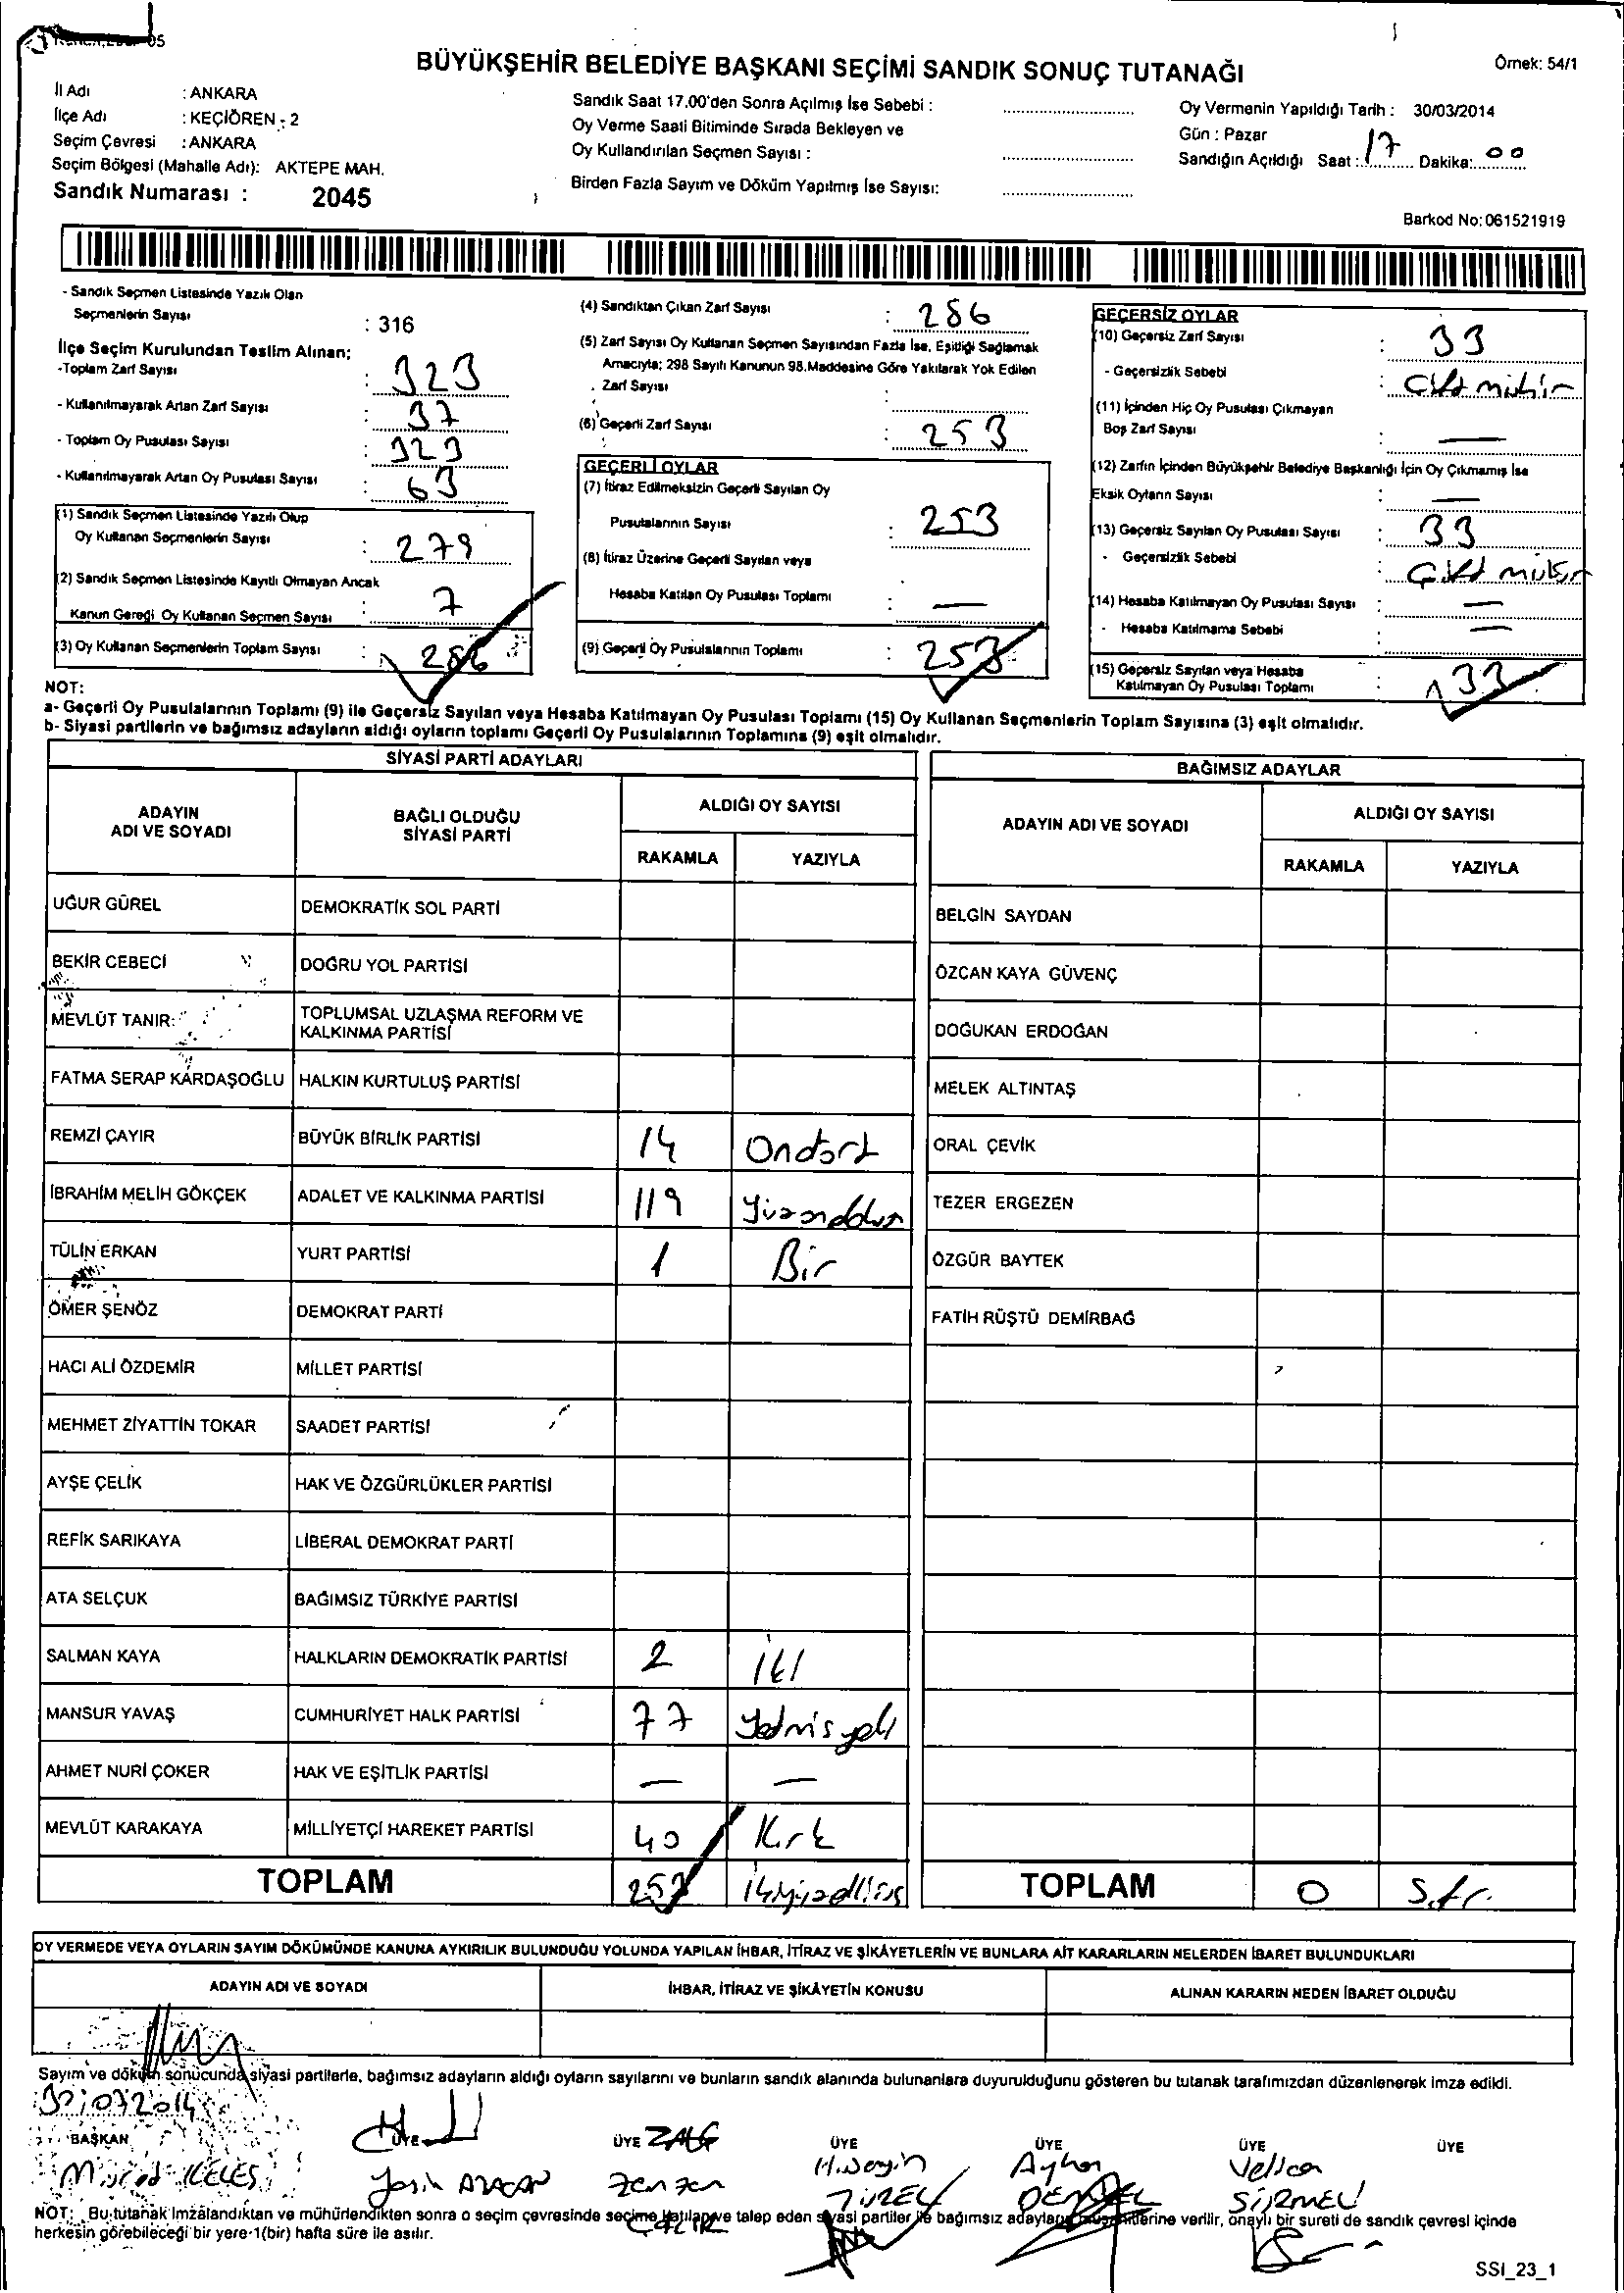 BÜYÜKŞEHİR BELEDİYE BAŞKANI SEÇİMİ SANDIK SONUÇ TUTANAĞI
Örnek: 54/1
İl Adı : ANKARA
İlçe Adı : KEÇİÖREN - 2
Seçim Çevresi : ANKARA
Seçim Bölgesi (Mahalle Adı): AKTEPE MAH.
Sandık Numarası : 2045
Sandık Saat 17.00'den Sonra Açılmış İse Sebebi :
Oy Verme Saati Bitiminde Sırada Bekleyen ve
Oy Kullandırılan Seçmen Sayısı :
Birden Fazla Sayım ve Döküm Yapılmış İse Sayısı:
Oy Vermenin Yapıldığı Tarih : 30/03/2014
Gün : Pazar
Sandığın Açıldığı Saat : 17 Dakika: 00
Barkod No: 061521919
- Sandık Seçmen Listesinde Yazılı Olan
Seçmenlerin Sayısı : 316
İlçe Seçim Kurulundan Teslim Alınan;
-Toplam Zarf Sayısı : 323
- Kullanılmayarak Artan Zarf Sayısı : 37
- Toplam Oy Pusulası Sayısı : 323
- Kullanılmayarak Artan Oy Pusulası Sayısı : 63
(1) Sandık Seçmen Listesinde Yazılı Olup
Oy Kullanan Seçmenlerin Sayısı : 279
(2) Sandık Seçmen Listesinde Kayıtlı Olmayan Ancak
Kanun Gereği Oy Kullanan Seçmen Sayısı : 7
(3) Oy Kullanan Seçmenlerin Toplam Sayısı : 286
(4) Sandıktan Çıkan Zarf Sayısı : 286
(5) Zarf Sayısı Oy Kullanan Seçmen Sayısından Fazla İse, Eşitliği Sağlamak
Amacıyla; 298 Sayılı Kanunun 98.Maddesine Göre Yakılarak Yok Edilen
Zarf Sayısı :
(6) Geçerli Zarf Sayısı : 253
GEÇERLİ OYLAR
(7) İtiraz Edilmeksizin Geçerli Sayılan Oy
Pusulalarının Sayısı : 253
(8) İtiraz Üzerine Geçerli Sayılan veya
Hesaba Katılan Oy Pusulası Toplamı : —
(9) Geçerli Oy Pusulalarının Toplamı : 253
GEÇERSİZ OYLAR
(10) Geçersiz Zarf Sayısı : 33
- Geçersizlik Sebebi : Çift mühür
(11) İçinden Hiç Oy Pusulası Çıkmayan
Boş Zarf Sayısı : —
(12) Zarfın İçinden Büyükşehir Belediye Başkanlığı İçin Oy Çıkmamış İse
Eksik Oyların Sayısı : —
(13) Geçersiz Sayılan Oy Pusulası Sayısı : 33
- Geçersizlik Sebebi : Çift mühür
(14) Hesaba Katılmayan Oy Pusulası Sayısı : —
- Hesaba Katılmama Sebebi : —
(15) Geçersiz Sayılan veya Hesaba
Katılmayan Oy Pusulası Toplamı : 33
NOT:
a- Geçerli Oy Pusulalarının Toplamı (9) ile Geçersiz Sayılan veya Hesaba Katılmayan Oy Pusulası Toplamı (15) Oy Kullanan Seçmenlerin Toplam Sayısına (3) eşit olmalıdır.
b- Siyasi partilerin ve bağımsız adayların aldığı oyların toplamı Geçerli Oy Pusulalarının Toplamına (9) eşit olmalıdır.
SİYASİ PARTİ ADAYLARI
ADAYIN ADI VE SOYADI
BAĞLI OLDUĞU SİYASİ PARTİ
ALDIĞI OY SAYISI
RAKAMLA YAZIYLA
UĞUR GÜREL DEMOKRATİK SOL PARTİ
BEKİR CEBECİ DOĞRU YOL PARTİSİ
MEVLÜT TANIR TOPLUMSAL UZLAŞMA REFORM VE
KALKINMA PARTİSİ
FATMA SERAP KARDAŞOĞLU HALKIN KURTULUŞ PARTİSİ
REMZİ ÇAYIR BÜYÜK BİRLİK PARTİSİ 14 Ondört
İBRAHİM MELİH GÖKÇEK ADALET VE KALKINMA PARTİSİ 119 Yüzondokuz
TÜLİN ERKAN YURT PARTİSİ 1 Bir
ÖMER ŞENÖZ DEMOKRAT PARTİ
HACI ALİ ÖZDEMİR MİLLET PARTİSİ
MEHMET ZİYATTİN TOKAR SAADET PARTİSİ
AYŞE ÇELİK HAK VE ÖZGÜRLÜKLER PARTİSİ
REFİK SARIKAYA LİBERAL DEMOKRAT PARTİ
ATA SELÇUK BAĞIMSIZ TÜRKİYE PARTİSİ
SALMAN KAYA HALKLARIN DEMOKRATİK PARTİSİ 2 İki
MANSUR YAVAŞ CUMHURİYET HALK PARTİSİ 77 Yetmişyedi
AHMET NURİ ÇOKER HAK VE EŞİTLİK PARTİSİ — —
MEVLÜT KARAKAYA MİLLİYETÇİ HAREKET PARTİSİ 40 Kırk
TOPLAM 253 İkiyüzelliüç
BAĞIMSIZ ADAYLAR
ADAYIN ADI VE SOYADI
ALDIĞI OY SAYISI
RAKAMLA YAZIYLA
BELGİN SAYDAN
ÖZCAN KAYA GÜVENÇ
DOĞUKAN ERDOĞAN
MELEK ALTINTAŞ
ORAL ÇEVİK
TEZER ERGEZEN
ÖZGÜR BAYTEK
FATİH RÜŞTÜ DEMİRBAĞ
TOPLAM 0 Sıfır
OY VERMEDE VEYA OYLARIN SAYIM DÖKÜMÜNDE KANUNA AYKIRILIK BULUNDUĞU YOLUNDA YAPILAN İHBAR, İTİRAZ VE ŞİKÂYETLERİN VE BUNLARA AİT KARARLARIN NELERDEN İBARET BULUNDUKLARI
ADAYIN ADI VE SOYADI
İHBAR, İTİRAZ VE ŞİKÂYETİN KONUSU
ALINAN KARARIN NEDEN İBARET OLDUĞU
Sayım ve döküm sonucunda siyasi partilerle, bağımsız adayların aldığı oyların sayılarını ve bunların sandık alanında bulunanlara duyurulduğunu gösteren bu tutanak tarafımızdan düzenlenerek imza edildi.
BAŞKAN ÜYE ÜYE ÜYE ÜYE ÜYE ÜYE
Murat KELEŞ
Ayhan
NOT: Bu tutanak imzalandıktan ve mühürlendikten sonra o seçim çevresinde seçime katılap ve talep eden siyasi partiler ile bağımsız adayların müşahitlerine verilir, onaylı bir sureti de sandık çevresi içinde
herkesin görebileceği bir yere 1(bir) hafta süre ile asılır.
SSI_23_1